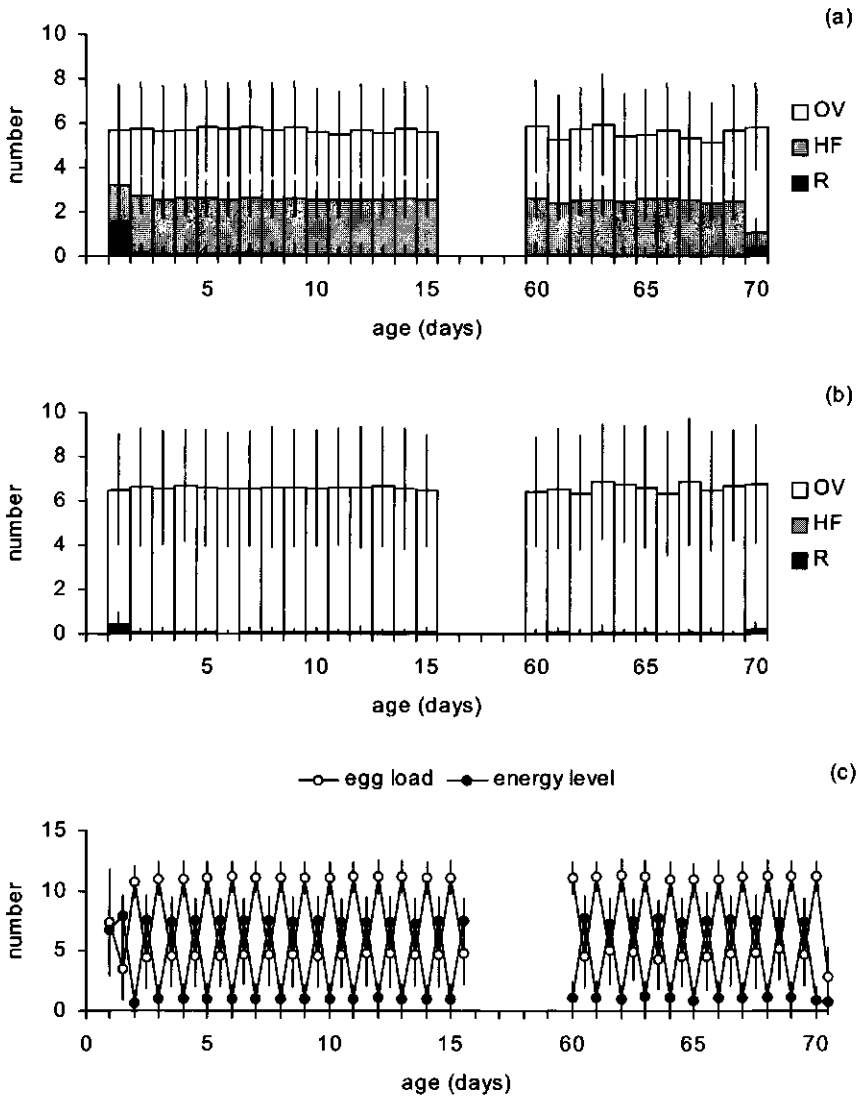 (a)
10
8
6
4
2
0
number
OV
HF
R
5 10 15 60 65 70
age (days)
(b)
10
8
6
4
2
0
number
OV
HF
R
5 10 15 60 65 70
age (days)
egg load energy level
(c)
15
10
5
0
number
0 5 10 15 60 65 70
age (days)